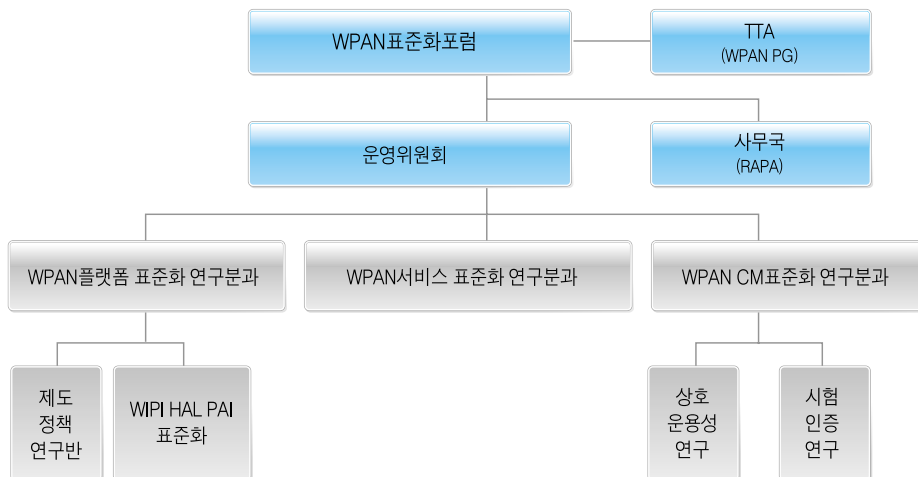 WPAN표준화포럼
TTA
(WPAN PG)
운영위원회
사무국
(RAPA)
WPAN플랫폼 표준화 연구분과
WPAN서비스 표준화 연구분과
WPAN CM표준화 연구분과
제도
정책
연구반
WIPI HAL PAI
표준화
상호
운용성
연구
시험
인증
연구